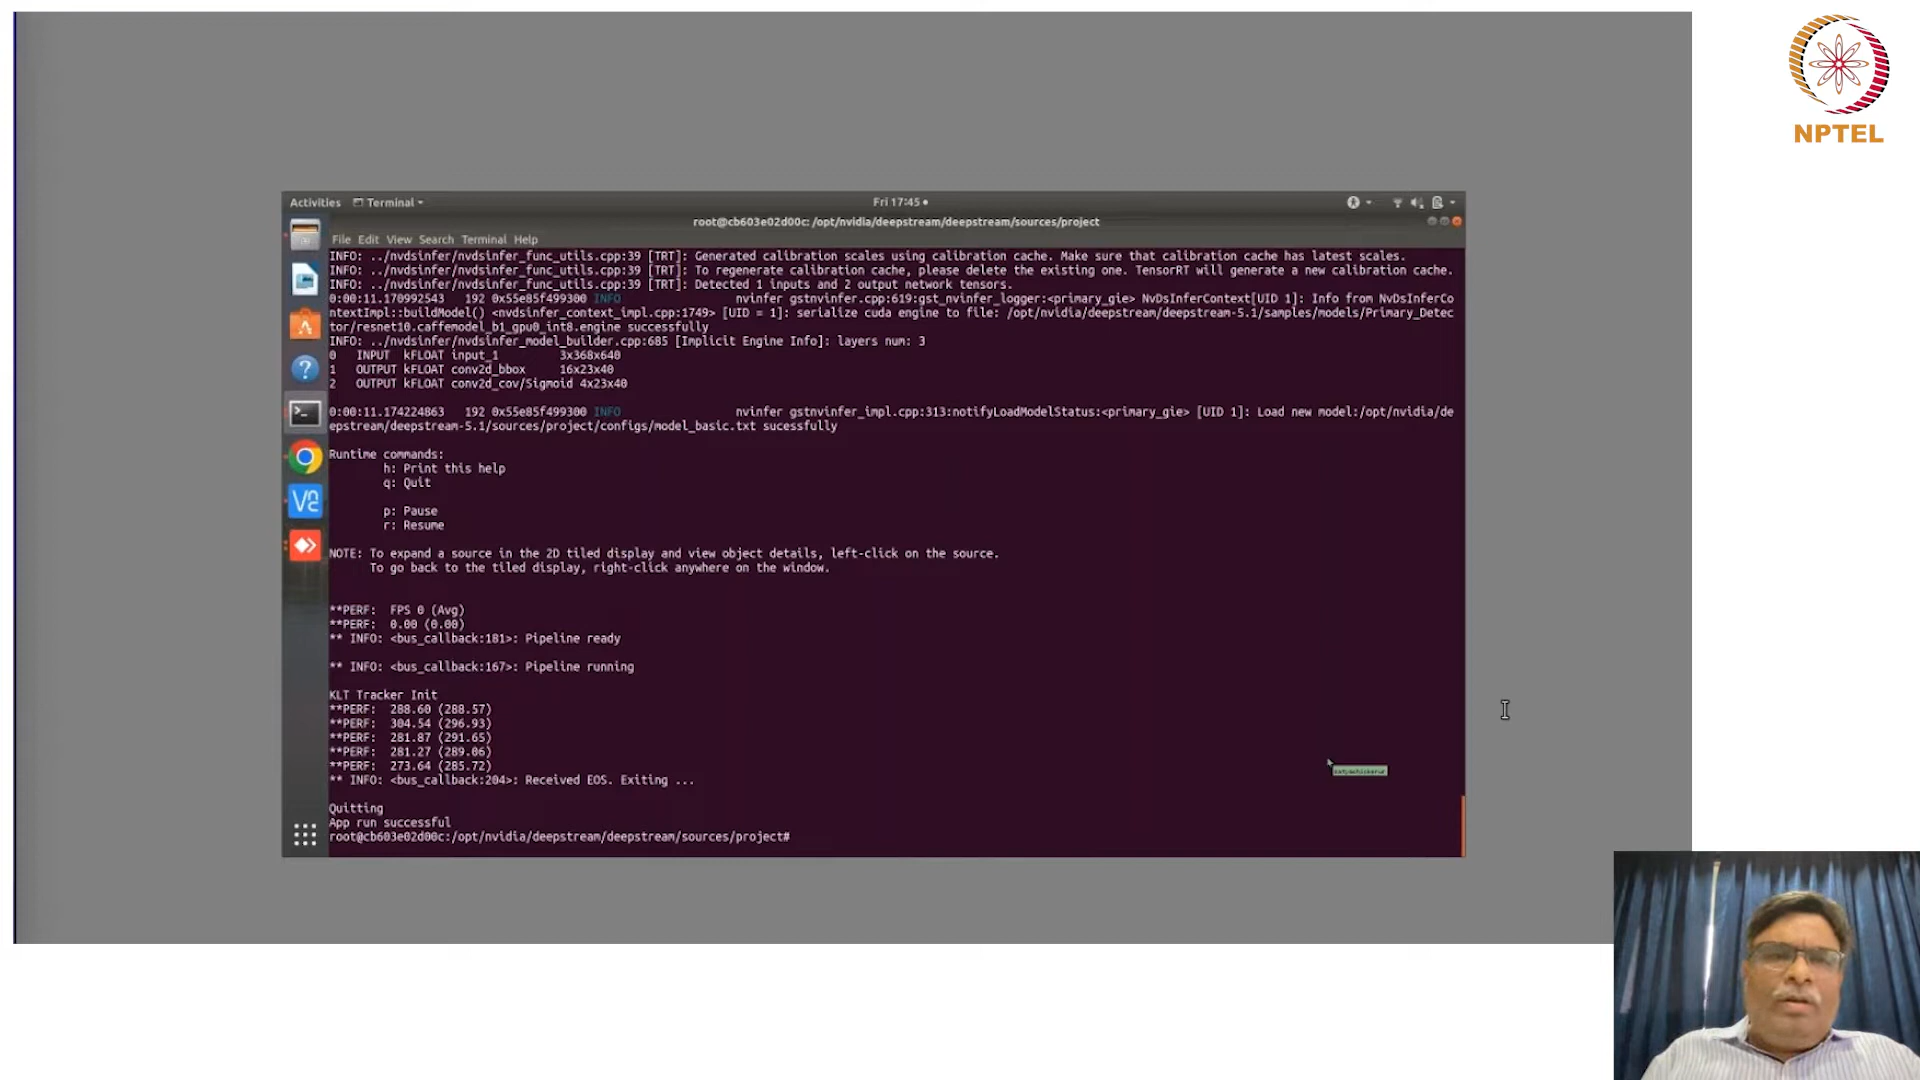 NPTEL
Activities Terminal Fri 17:45
root@cb603e02d00c: /opt/nvidia/deepstream/deepstream/sources/project
File Edit View Search Terminal Help
INFO: ../nvdsinfer/nvdsinfer_func_utils.cpp:39 [TRT]: Generated calibration scales using calibration cache. Make sure that calibration cache has latest scales.
INFO: ../nvdsinfer/nvdsinfer_func_utils.cpp:39 [TRT]: To regenerate calibration cache, please delete the existing one. TensorRT will generate a new calibration cache.
INFO: ../nvdsinfer/nvdsinfer_func_utils.cpp:39 [TRT]: Detected 1 inputs and 2 output network tensors.
0:00:11.170992543 192 0x55e85f499300 INFO nvinfer gstnvinfer.cpp:619:gst_nvinfer_logger:<primary_gie> NvDsInferContext[UID 1]: Info from NvDsInferCo
ntextImpl::buildModel() <nvdsinfer_context_impl.cpp:1749> [UID = 1]: serialize cuda engine to file: /opt/nvidia/deepstream/deepstream-5.1/samples/models/Primary_Detec
tor/resnet10.caffemodel_b1_gpu0_int8.engine successfully
INFO: ../nvdsinfer/nvdsinfer_model_builder.cpp:685 [Implicit Engine Info]: layers num: 3
0 INPUT kFLOAT input_1 3x368x640
1 OUTPUT kFLOAT conv2d_bbox 16x23x40
2 OUTPUT kFLOAT conv2d_cov/Sigmoid 4x23x40
0:00:11.174224863 192 0x55e85f499300 INFO nvinfer gstnvinfer_impl.cpp:313:notifyLoadModelStatus:<primary_gie> [UID 1]: Load new model:/opt/nvidia/de
epstream/deepstream-5.1/sources/project/configs/model_basic.txt sucessfully
Runtime commands:
h: Print this help
q: Quit
p: Pause
r: Resume
NOTE: To expand a source in the 2D tiled display and view object details, left-click on the source.
To go back to the tiled display, right-click anywhere on the window.
**PERF: FPS 0 (Avg)
**PERF: 0.00 (0.00)
** INFO: <bus_callback:181>: Pipeline ready
** INFO: <bus_callback:167>: Pipeline running
KLT Tracker Init
**PERF: 288.60 (288.57)
**PERF: 304.54 (296.93)
**PERF: 281.87 (291.65)
**PERF: 281.27 (289.06)
**PERF: 273.64 (285.72)
** INFO: <bus_callback:204>: Received EOS. Exiting ...
Quitting
App run successful
root@cb603e02d00c:/opt/nvidia/deepstream/deepstream/sources/project#